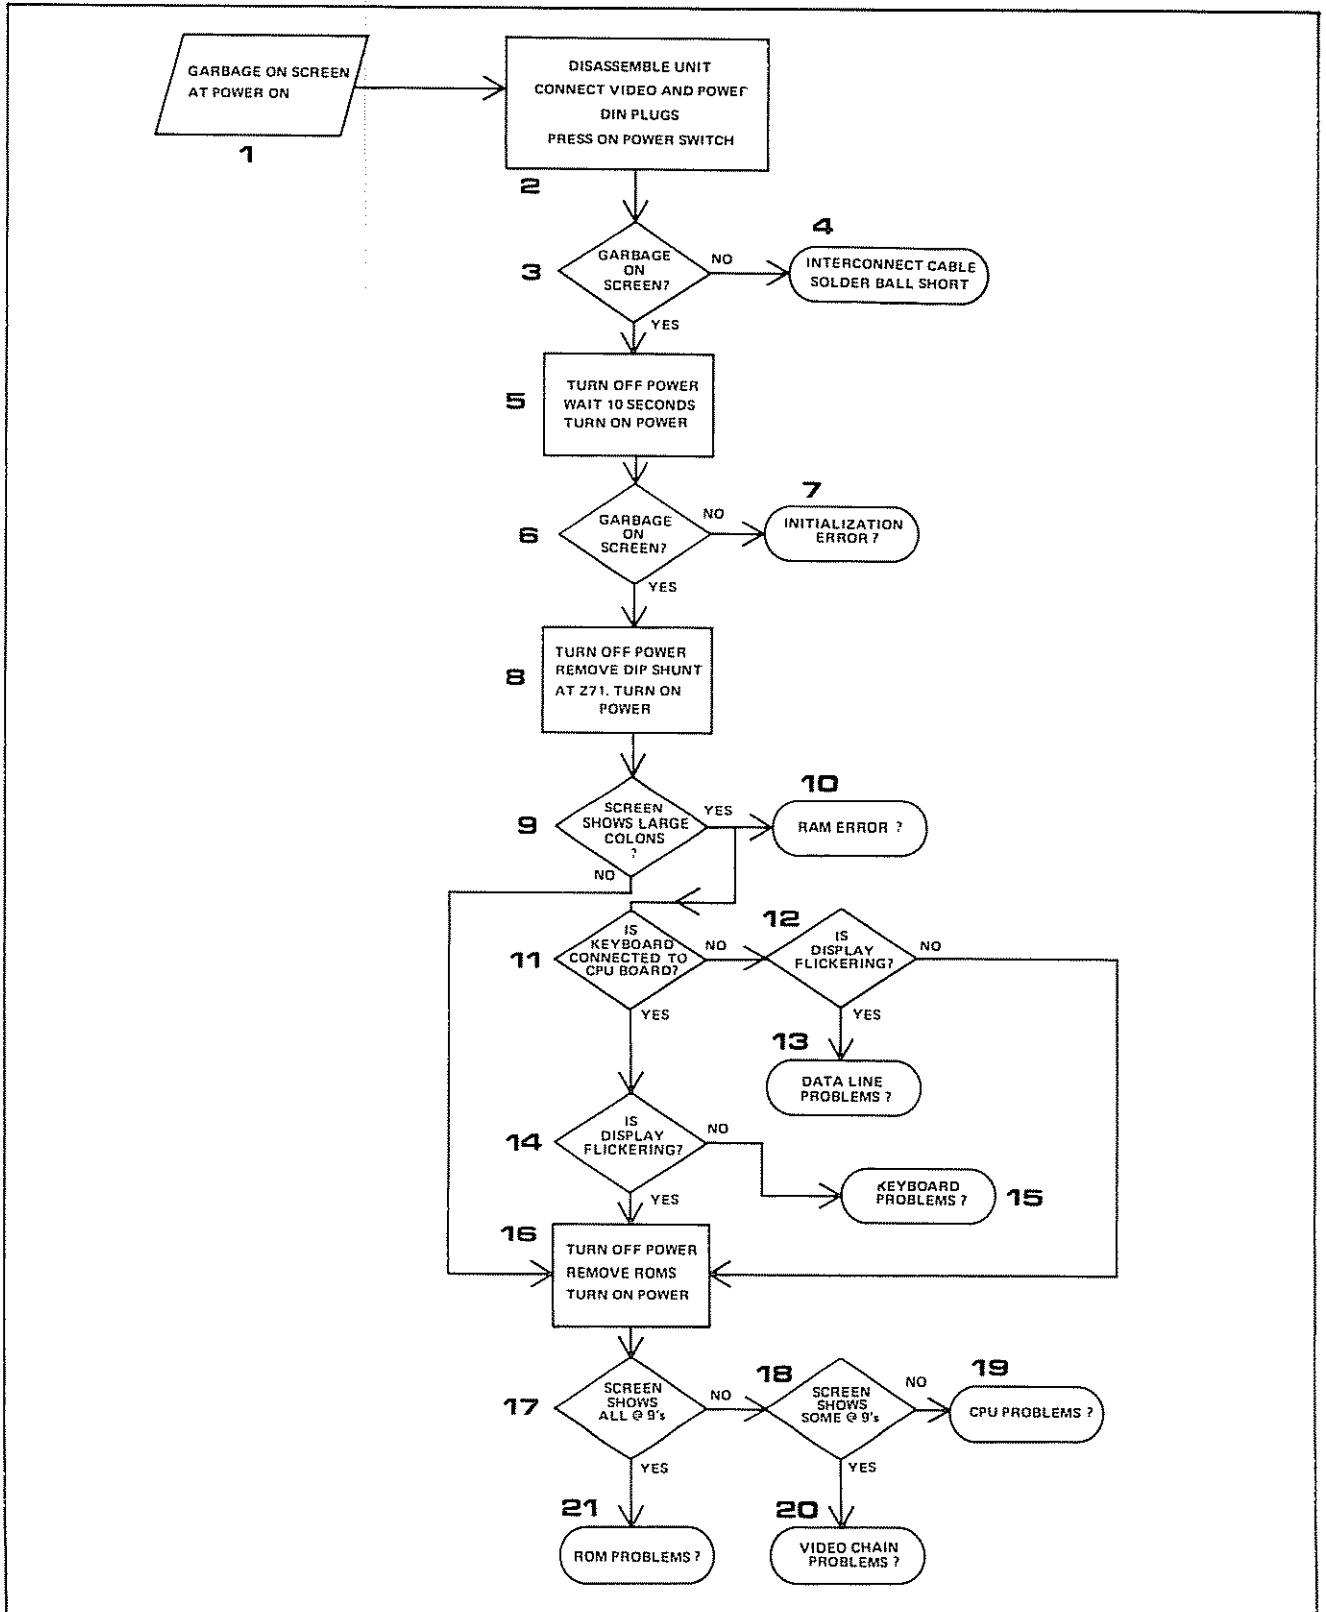 GARBAGE ON SCREEN
AT POWER ON
1
DISASSEMBLE UNIT
CONNECT VIDEO AND POWER
DIN PLUGS
PRESS ON POWER SWITCH
2
GARBAGE
ON
SCREEN?
3
NO
4
INTERCONNECT CABLE
SOLDER BALL SHORT
YES
5
TURN OFF POWER
WAIT 10 SECONDS
TURN ON POWER
6
GARBAGE
ON
SCREEN?
NO
7
INITIALIZATION
ERROR ?
YES
8
TURN OFF POWER
REMOVE DIP SHUNT
AT Z71. TURN ON
POWER
9
SCREEN
SHOWS LARGE
COLONS
?
YES
10
RAM ERROR ?
NO
11
IS
KEYBOARD
CONNECTED TO
CPU BOARD?
NO
12
IS
DISPLAY
FLICKERING?
NO
YES
YES
13
DATA LINE
PROBLEMS ?
14
IS
DISPLAY
FLICKERING?
NO
KEYBOARD
PROBLEMS ?
15
YES
16
TURN OFF POWER
REMOVE ROMS
TURN ON POWER
17
SCREEN
SHOWS
ALL @ 9's
NO
18
SCREEN
SHOWS
SOME @ 9's
NO
19
CPU PROBLEMS ?
YES
YES
21
ROM PROBLEMS ?
20
VIDEO CHAIN
PROBLEMS ?